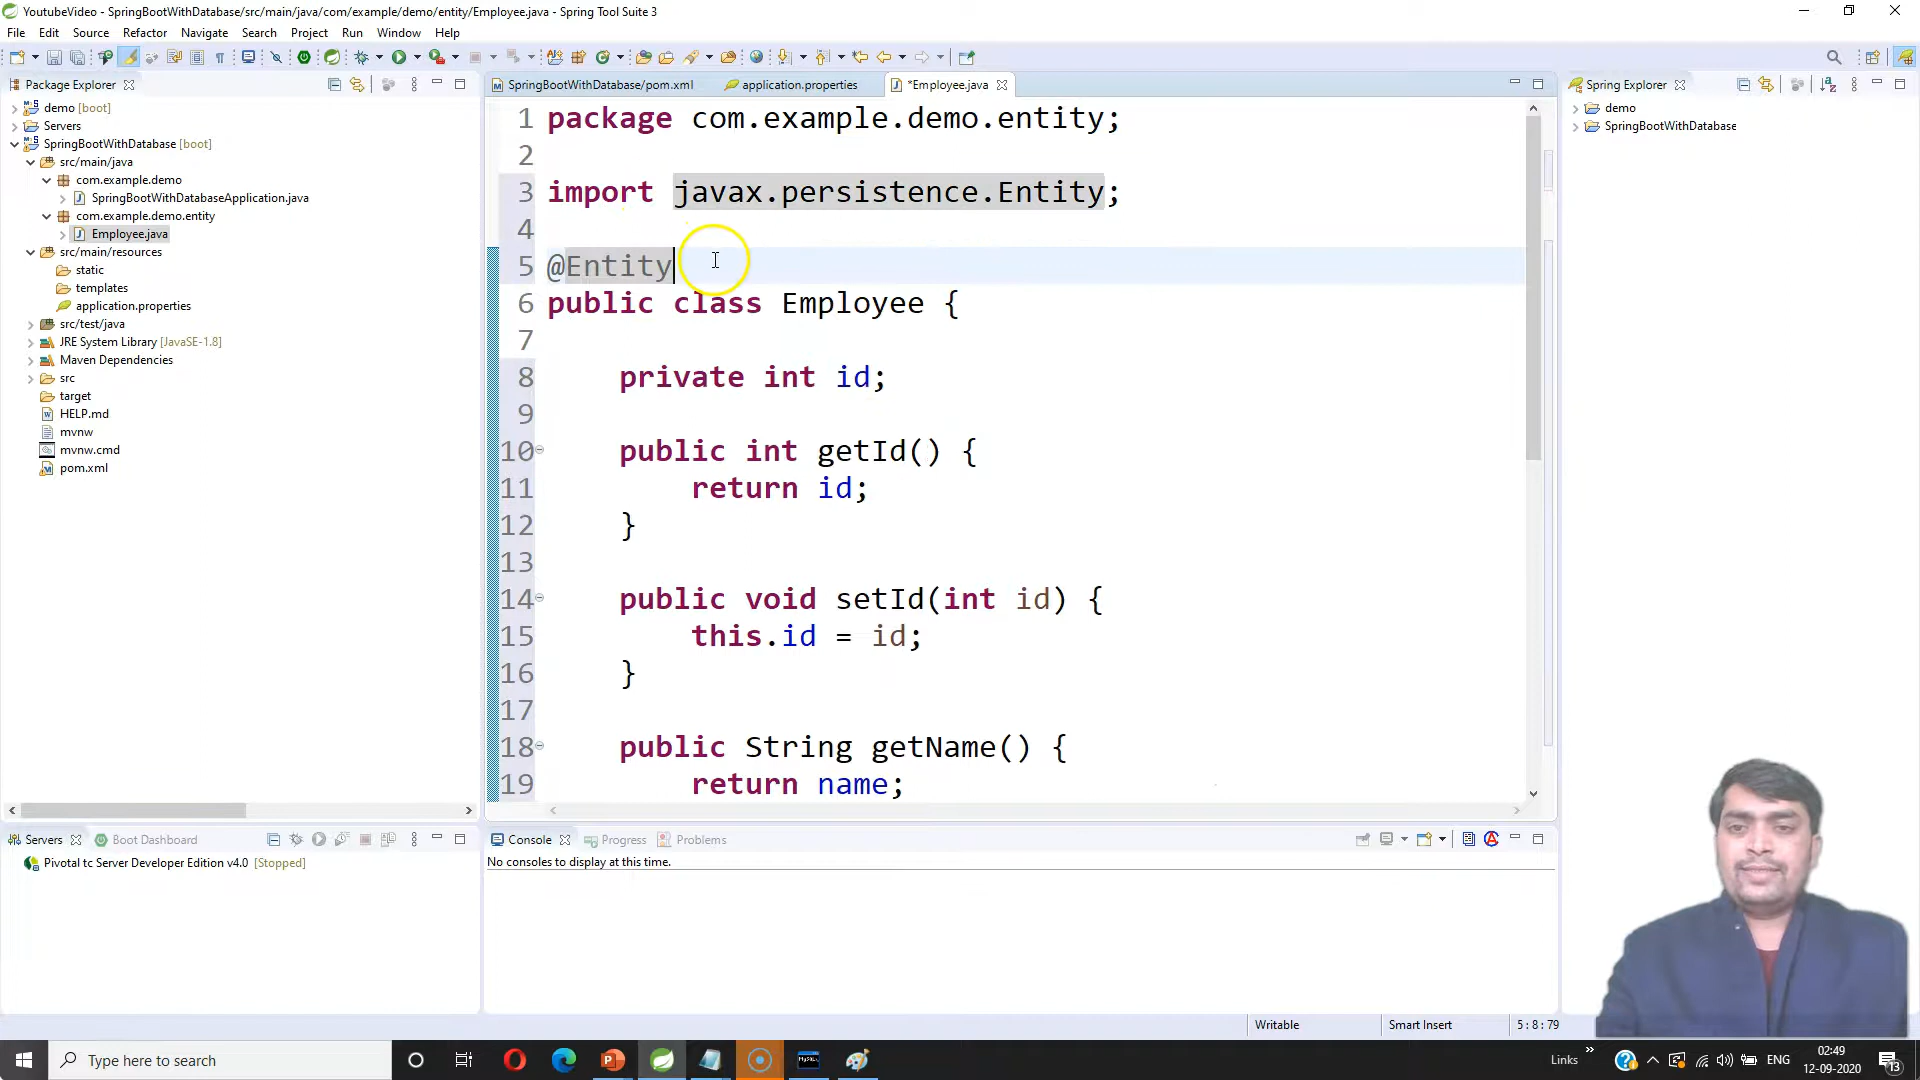 YoutubeVideo - SpringBootWithDatabase/src/main/java/com/example/demo/entity/Employee.java - Spring Tool Suite 3
File Edit Source Refactor Navigate Search Project Run Window Help
Package Explorer
demo [boot]
Servers
SpringBootWithDatabase [boot]
src/main/java
com.example.demo
SpringBootWithDatabaseApplication.java
com.example.demo.entity
Employee.java
src/main/resources
static
templates
application.properties
src/test/java
JRE System Library [JavaSE-1.8]
Maven Dependencies
src
target
HELP.md
mvnw
mvnw.cmd
pom.xml
SpringBootWithDatabase/pom.xml application.properties *Employee.java
1 package com.example.demo.entity;
2
3 import javax.persistence.Entity;
4
5 @Entity
6 public class Employee {
7
8 private int id;
9
10 public int getId() {
11 return id;
12 }
13
14 public void setId(int id) {
15 this.id = id;
16 }
17
18 public String getName() {
19 return name;
Spring Explorer
demo
SpringBootWithDatabase
Servers Boot Dashboard
Pivotal tc Server Developer Edition v4.0 [Stopped]
Console Progress Problems
No consoles to display at this time.
Writable Smart Insert 5 : 8 : 79
Type here to search
Links » ENG 02:49
12-09-2020
13